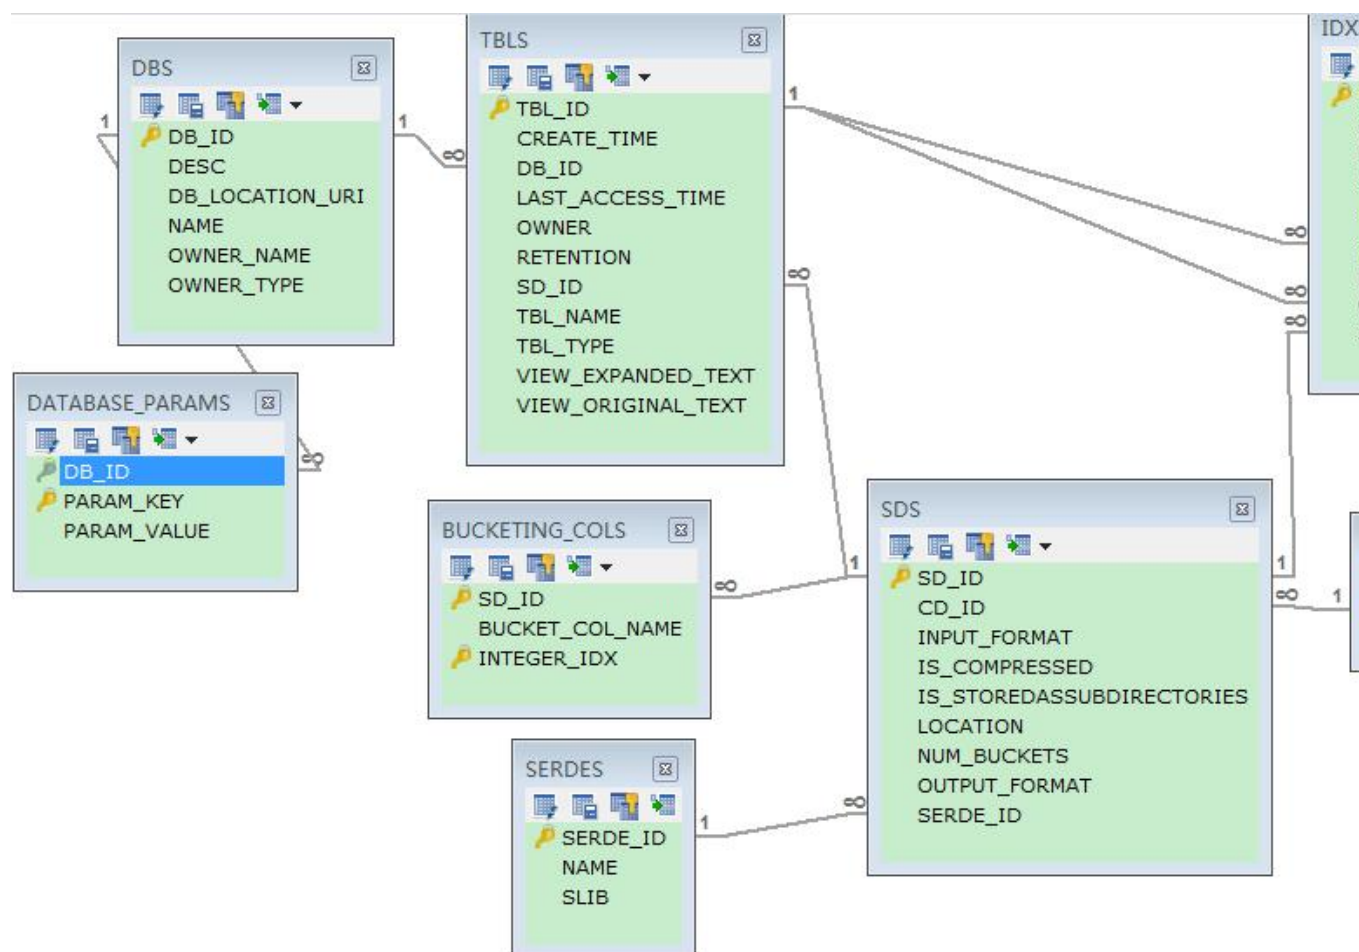 DBS
DB_ID
DESC
DB_LOCATION_URI
NAME
OWNER_NAME
OWNER_TYPE
1
1
∞
DATABASE_PARAMS
DB_ID
PARAM_KEY
PARAM_VALUE
∞
TBLS
TBL_ID
CREATE_TIME
DB_ID
LAST_ACCESS_TIME
OWNER
RETENTION
SD_ID
TBL_NAME
TBL_TYPE
VIEW_EXPANDED_TEXT
VIEW_ORIGINAL_TEXT
1
∞
IDX
∞
∞
∞
BUCKETING_COLS
SD_ID
BUCKET_COL_NAME
INTEGER_IDX
∞
1
SDS
SD_ID
CD_ID
INPUT_FORMAT
IS_COMPRESSED
IS_STOREDASSUBDIRECTORIES
LOCATION
NUM_BUCKETS
OUTPUT_FORMAT
SERDE_ID
1
∞
1
SERDES
SERDE_ID
NAME
SLIB
1
∞